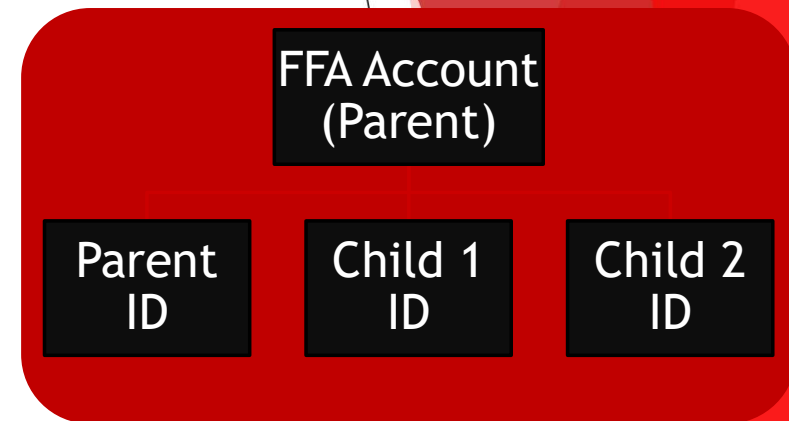 FFA Account
(Parent)
Parent
ID
Child 1
ID
Child 2
ID